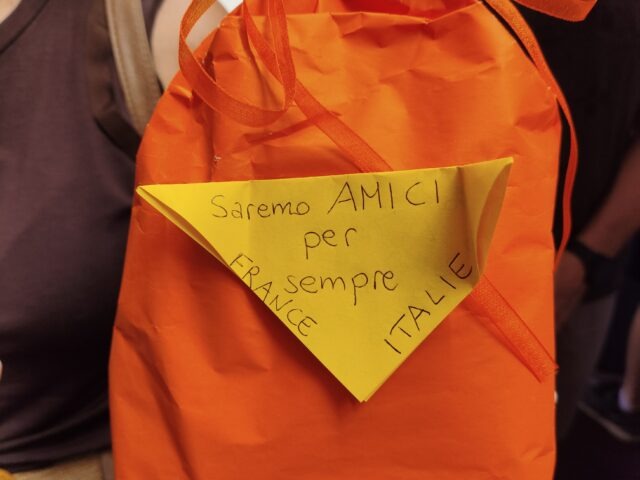 Saremo AMICI
per
sempre
FRANCE
ITALIE